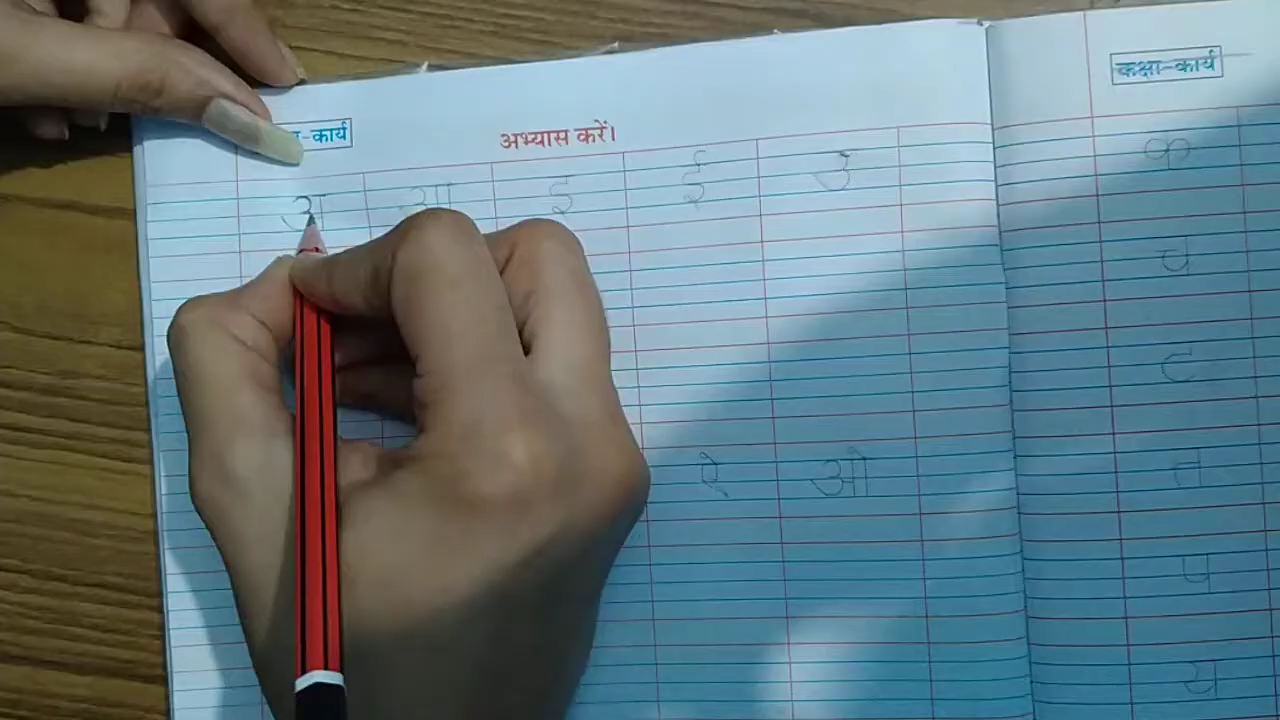 -कार्य
अभ्यास करें।
अ आ इ ई उ
ऐ ओ
कक्षा-कार्य
च
ट
त
प
य